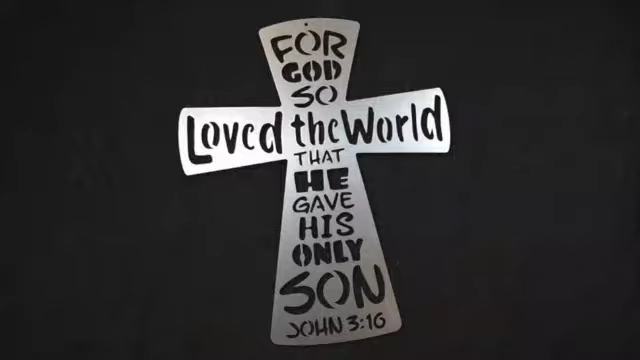 FOR
GOD
SO
Loved the World
THAT
HE
GAVE
HIS
ONLY
SON
JOHN 3:16